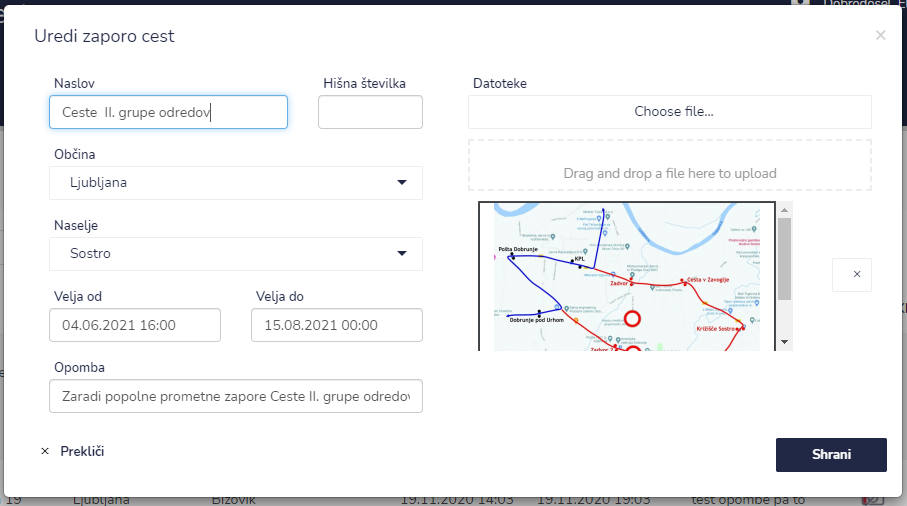 Uredi zaporo cest
×
Naslov
Hišna številka
Datoteke
Ceste  II. grupe odredov
Choose file...
Občina
Drag and drop a file here to upload
Ljubljana
Naselje
Sostro
Pošta Dobrunje
KPL
Zadvor
Cesta v Zavoglje
Dobrunje pod Urhom
Križišče Sostro
Velja od
Velja do
04.06.2021 16:00
15.08.2021 00:00
Opomba
Zaradi popolne prometne zapore Ceste II. grupe odredov
× Prekliči
Shrani
19
Ljubljana
Bizovik
19.11.2020 14:03
19.11.2020 19:03
test opombe pa to